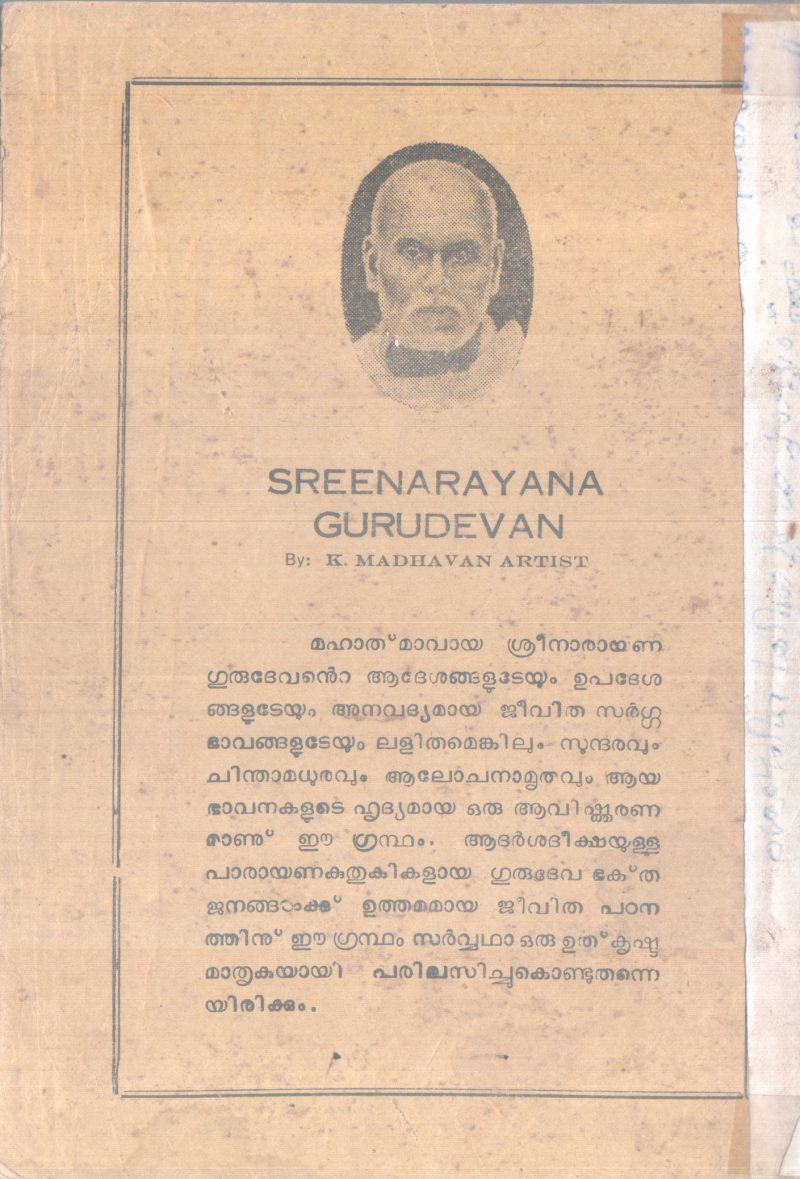 SREENARAYANA
GURUDEVAN
By: K. MADHAVAN ARTIST
മഹാത്മാവായ ശ്രീനാരായണ
ഗുരുദേവന്റെ ആദേശങ്ങളുടേയും ഉപദേശ
ങ്ങളുടേയും അനവദ്യമായ ജീവിത സർഗ്ഗ
ഭാവങ്ങളുടേയും ലളിതമെങ്കിലും സുന്ദരവും
ചിന്താമധുരവും ആലോചനാമൃതവും ആയ
ഭാവനകളുടെ ഹൃദ്യമായ ഒരു ആവിഷ്ക്കരണ
മാണു് ഈ ഗ്രന്ഥം. ആദർശദീക്ഷയുള്ള
പാരായണകുതുകികളായ ഗുരുദേവ ഭക്ത
ജനങ്ങൾക്കു് ഉത്തമമായ ജീവിത പഠന
ത്തിനു് ഈ ഗ്രന്ഥം സർവ്വഥാ ഒരു ഉത്കൃഷ്ട
മാതൃകയായി പരിലസിച്ചുകൊണ്ടുതന്നെ
യിരിക്കും.